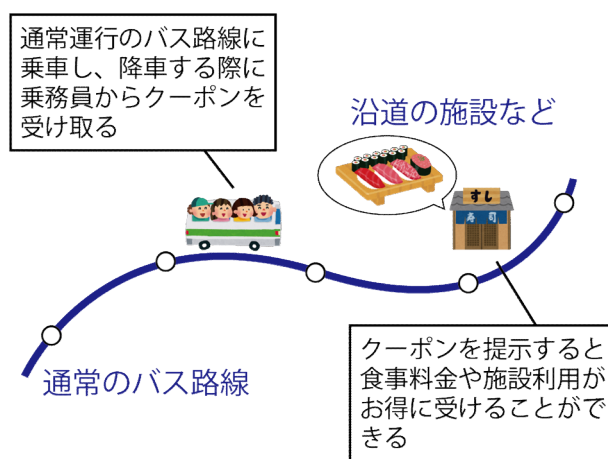 通常運行のバス路線に
乗車し、降車する際に
乗務員からクーポンを
受け取る
沿道の施設など
すし
寿司
通常のバス路線
クーポンを提示すると
食事料金や施設利用が
お得に受けることがで
きる